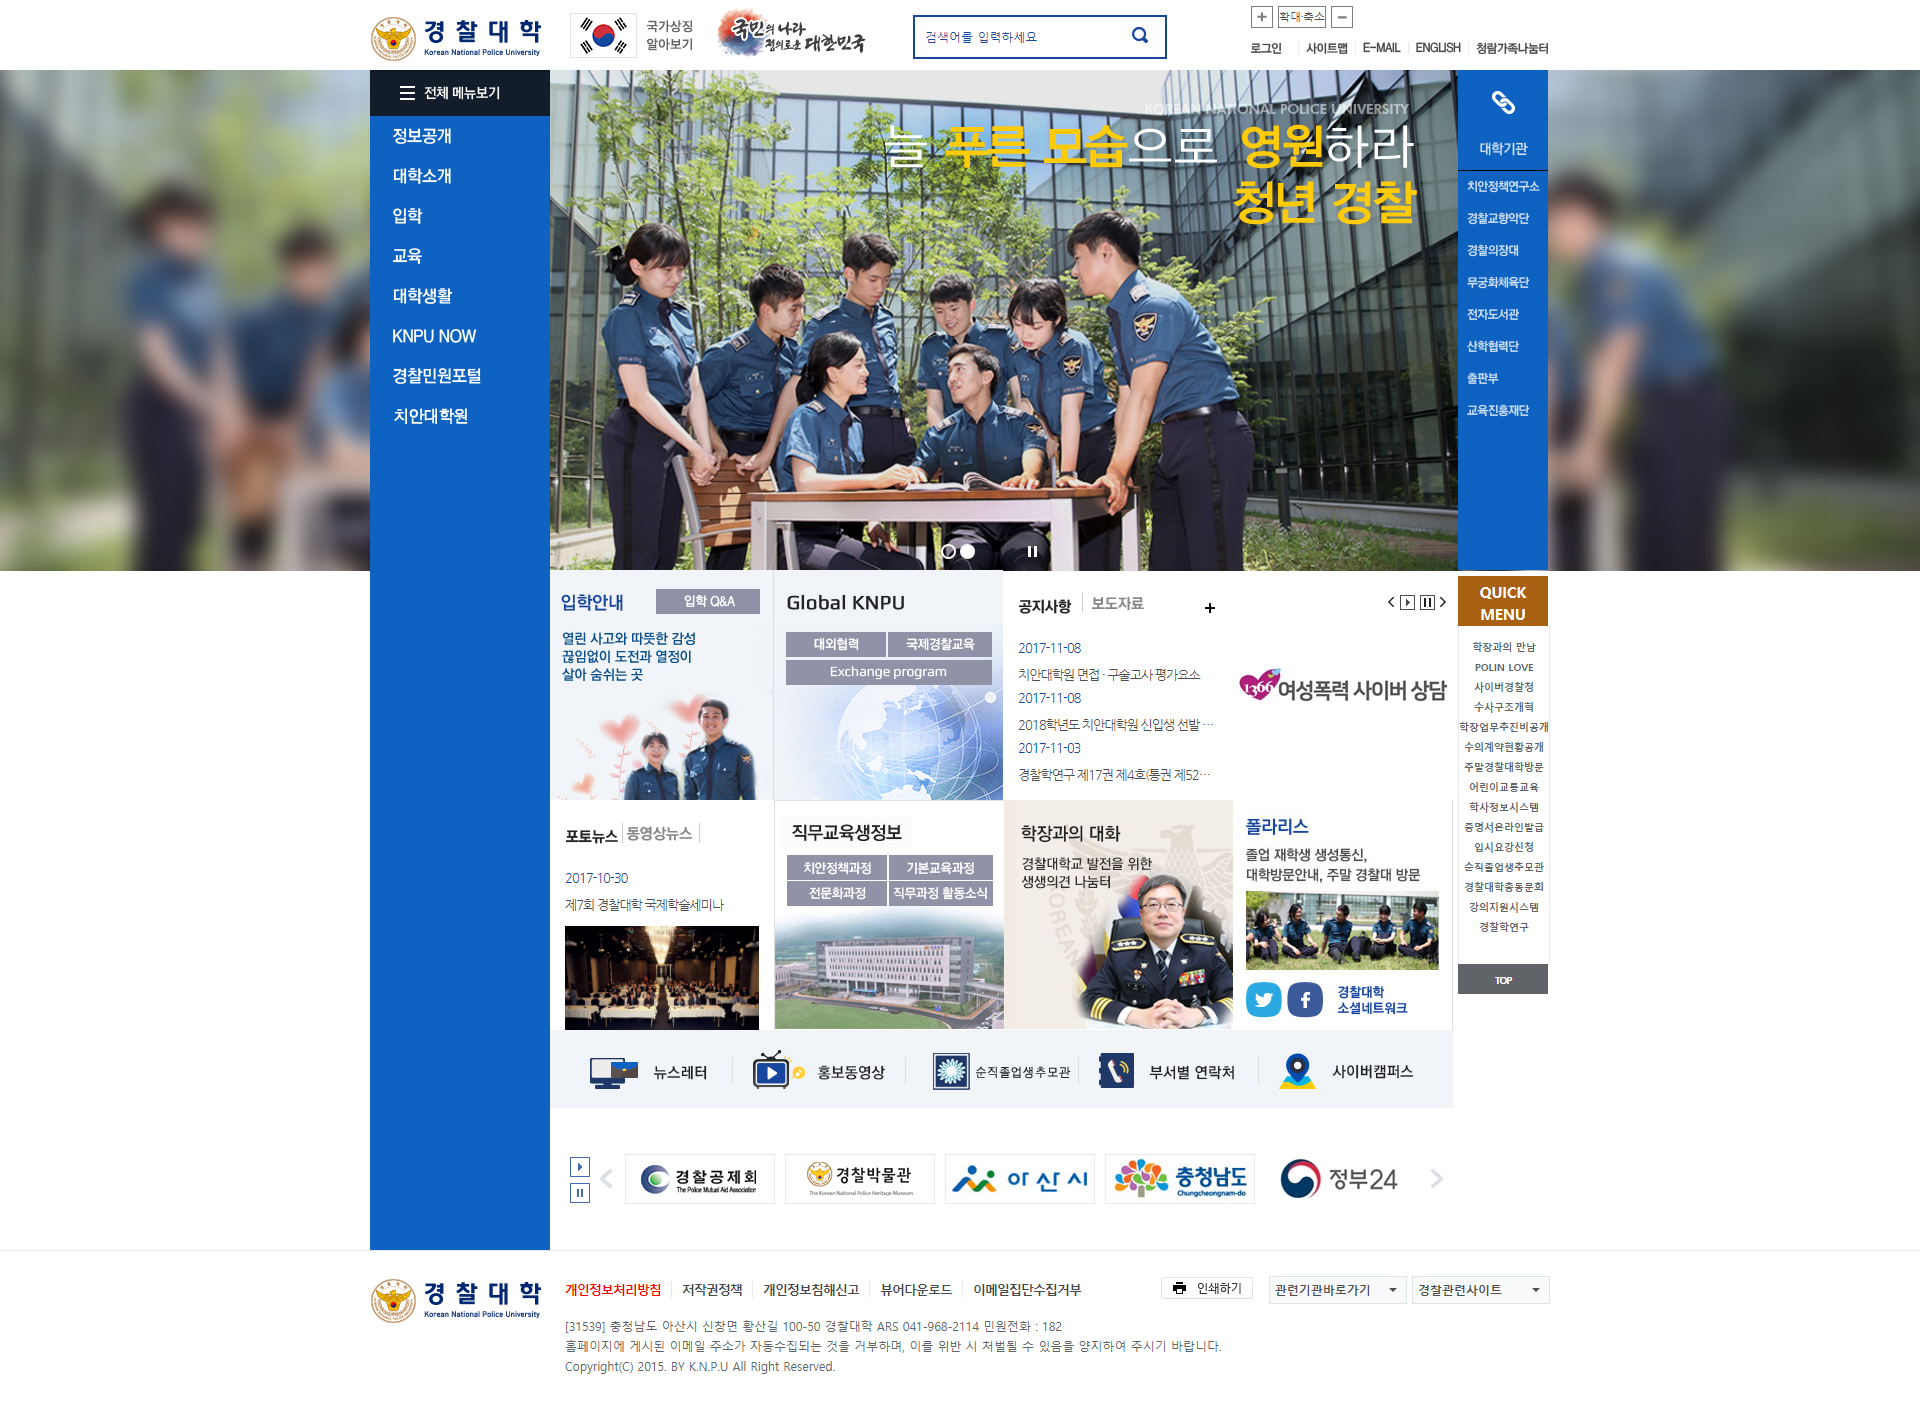 경찰대학
Korean National Police University
국가상징
알아보기
국민의 나라
정의로운 대한민국
검색어를 입력하세요
확대·축소
로그인
사이트맵
E-MAIL
ENGLISH
청람가족나눔터
전체 메뉴보기
정보공개
대학소개
입학
교육
대학생활
KNPU NOW
경찰민원포털
치안대학원
KOREAN NATIONAL POLICE UNIVERSITY
늘 푸른 모습으로 영원하라
청년 경찰
대학기관
치안정책연구소
경찰교향악단
경찰의장대
무궁화체육단
전자도서관
산학협력단
출판부
교육진흥재단
입학안내
입학 Q&A
열린 사고와 따뜻한 감성
끊임없이 도전과 열정이
살아 숨쉬는 곳
Global KNPU
대외협력
국제경찰교육
Exchange program
공지사항
보도자료
2017-11-08
치안대학원 면접·구술고사 평가요소
2017-11-08
2018학년도 치안대학원 신입생 선발 …
2017-11-03
경찰학연구 제17권 제4호(통권 제52…
1366 여성폭력 사이버 상담
QUICK
MENU
학장과의 만남
POLIN LOVE
사이버경찰청
수사구조개혁
학장업무추진비공개
수의계약현황공개
주말경찰대학방문
어린이교통교육
학사정보시스템
증명서온라인발급
입시요강신청
순직졸업생추모관
경찰대학총동문회
강의지원시스템
경찰학연구
TOP
포토뉴스
동영상뉴스
2017-10-30
제7회 경찰대학 국제학술세미나
직무교육생정보
치안정책과정
기본교육과정
전문화과정
직무과정 활동소식
학장과의 대화
경찰대학교 발전을 위한
생생의견 나눔터
폴라리스
졸업 재학생 생성통신,
대학방문안내, 주말 경찰대 방문
경찰대학
소셜네트워크
뉴스레터
홍보동영상
순직졸업생추모관
부서별 연락처
사이버캠퍼스
경찰공제회
The Police Mutual Aid Association
경찰박물관
The Korean National Police Heritage Museum
아산시
충청남도
Chungcheongnam-do
정부24
경찰대학
Korean National Police University
개인정보처리방침
저작권정책
개인정보침해신고
뷰어다운로드
이메일집단수집거부
인쇄하기
관련기관바로가기
경찰관련사이트
[31539] 충청남도 아산시 신창면 황산길 100-50 경찰대학 ARS 041-968-2114 민원전화 : 182
홈페이지에 게시된 이메일 주소가 자동수집되는 것을 거부하며, 이를 위반 시 처벌될 수 있음을 양지하여 주시기 바랍니다.
Copyright(C) 2015. BY K.N.P.U All Right Reserved.